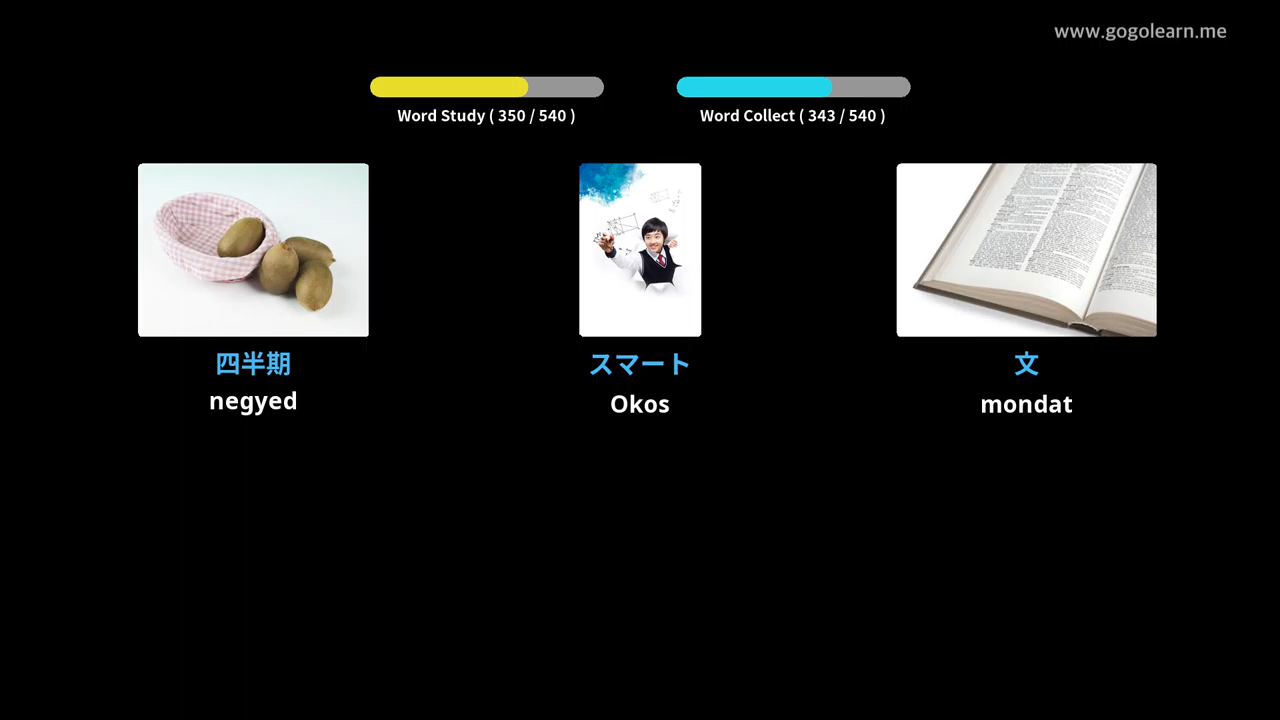 www.gogolearn.me
Word Study ( 350 / 540 )
Word Collect ( 343 / 540 )
四半期
negyed
スマート
Okos
文
mondat